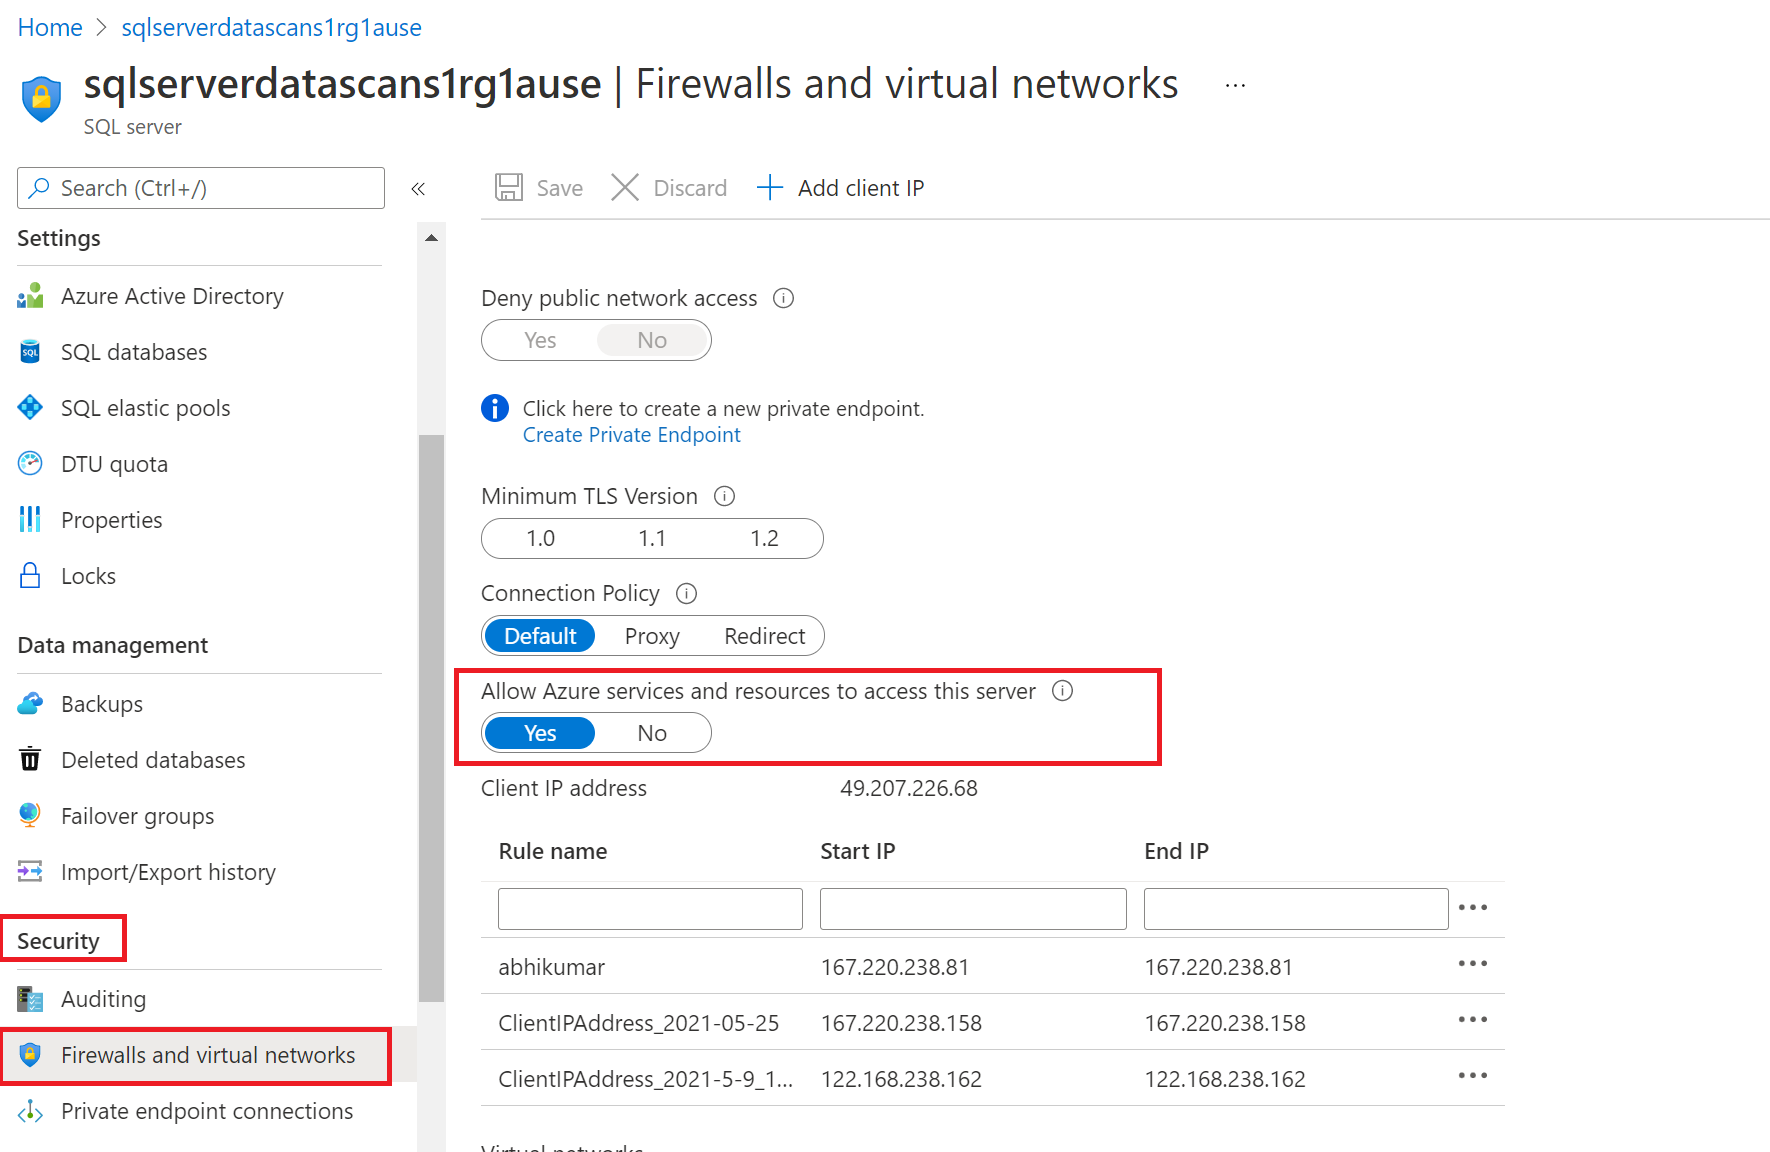 Home > sqlserverdatascans1rg1ause
sqlserverdatascans1rg1ause | Firewalls and virtual networks ...
SQL server
Search (Ctrl+/)
«
Save
Discard
Add client IP
Settings
Azure Active Directory
SQL databases
SQL elastic pools
DTU quota
Properties
Locks
Data management
Backups
Deleted databases
Failover groups
Import/Export history
Security
Auditing
Firewalls and virtual networks
Private endpoint connections
Deny public network access
Yes No
Click here to create a new private endpoint.
Create Private Endpoint
Minimum TLS Version
1.0 1.1 1.2
Connection Policy
Default Proxy Redirect
Allow Azure services and resources to access this server
Yes No
Client IP address 49.207.226.68
Rule name Start IP End IP
abhikumar 167.220.238.81 167.220.238.81
ClientIPAddress_2021-05-25 167.220.238.158 167.220.238.158
ClientIPAddress_2021-5-9_1... 122.168.238.162 122.168.238.162
Virtual networks